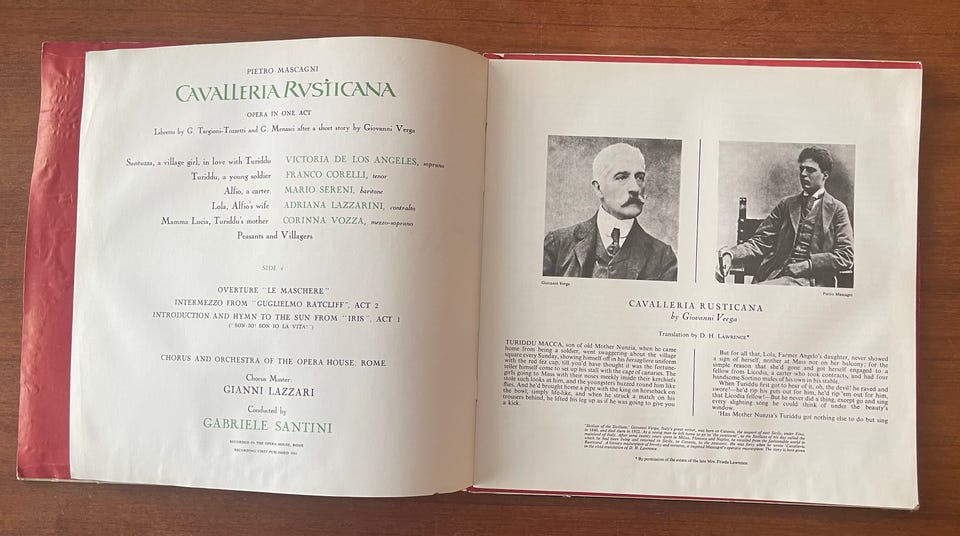 PIETRO MASCAGNI
CAVALLERIA RVSTICANA
OPERA IN ONE ACT
Libretto by G. Targioni-Tozzetti and G. Menasci after a short story by Giovanni Verga
Santuzza, a village girl, in love with Turiddu VICTORIA DE LOS ANGELES, soprano
Turiddu, a young soldier FRANCO CORELLI, tenor
Alfio, a carter MARIO SERENI, baritone
Lola, Alfio's wife ADRIANA LAZZARINI, contralto
Mamma Lucia, Turiddu's mother CORINNA VOZZA, mezzo-soprano
Peasants and Villagers
SIDE 4
OVERTURE "LE MASCHERE"
INTERMEZZO FROM "GUGLIELMO RATCLIFF", ACT 2
INTRODUCTION AND HYMN TO THE SUN FROM "IRIS", ACT 1
("SON IO! SON IO LA VITA!")
CHORUS AND ORCHESTRA OF THE OPERA HOUSE, ROME
Chorus Master:
GIANNI LAZZARI
Conducted by
GABRIELE SANTINI
RECORDED IN THE OPERA HOUSE, ROME
RECORDING FIRST PUBLISHED
Giovanni Verga
Pietro Mascagni
CAVALLERIA RUSTICANA
by Giovanni Verga
Translation by D. H. LAWRENCE*
TURIDDU MACCA, son of old Mother Nunzia, when he came
home from being a soldier, went swaggering about the village
square every Sunday, showing himself off in his bersagliere uniform
with the red fez cap, till you'd have thought it was the fortune-
teller himself come to set up his stall with the cage of canaries. The
girls going to Mass with their noses meekly inside their kerchiefs
stole such looks at him, and the youngsters buzzed round him like
flies. And he'd brought home a pipe with the king on horseback on
the bowl, simply life-like, and when he struck a match on his
trousers behind, he lifted his leg up as if he was going to give you
a kick.
But for all that, Lola, Farmer Angelo's daughter, never showed
a sign of herself, neither at Mass nor on her balcony; for the
simple reason that she'd gone and got herself engaged to a
fellow from Licodia, a carter who took contracts, and had four
handsome Sortino mules of his own in his stable.
When Turiddu first got to hear of it, oh, the devil! he raved and
swore!—he'd rip his guts out for him, he'd rip 'em out for him,
that Licodia fellow!—But he never did a thing, except go and sing
every slighting song he could think of under the beauty's
window.
'Has Mother Nunzia's Turiddu got nothing else to do but sing
* By permission of the estate of the late Mrs. Frieda Lawrence